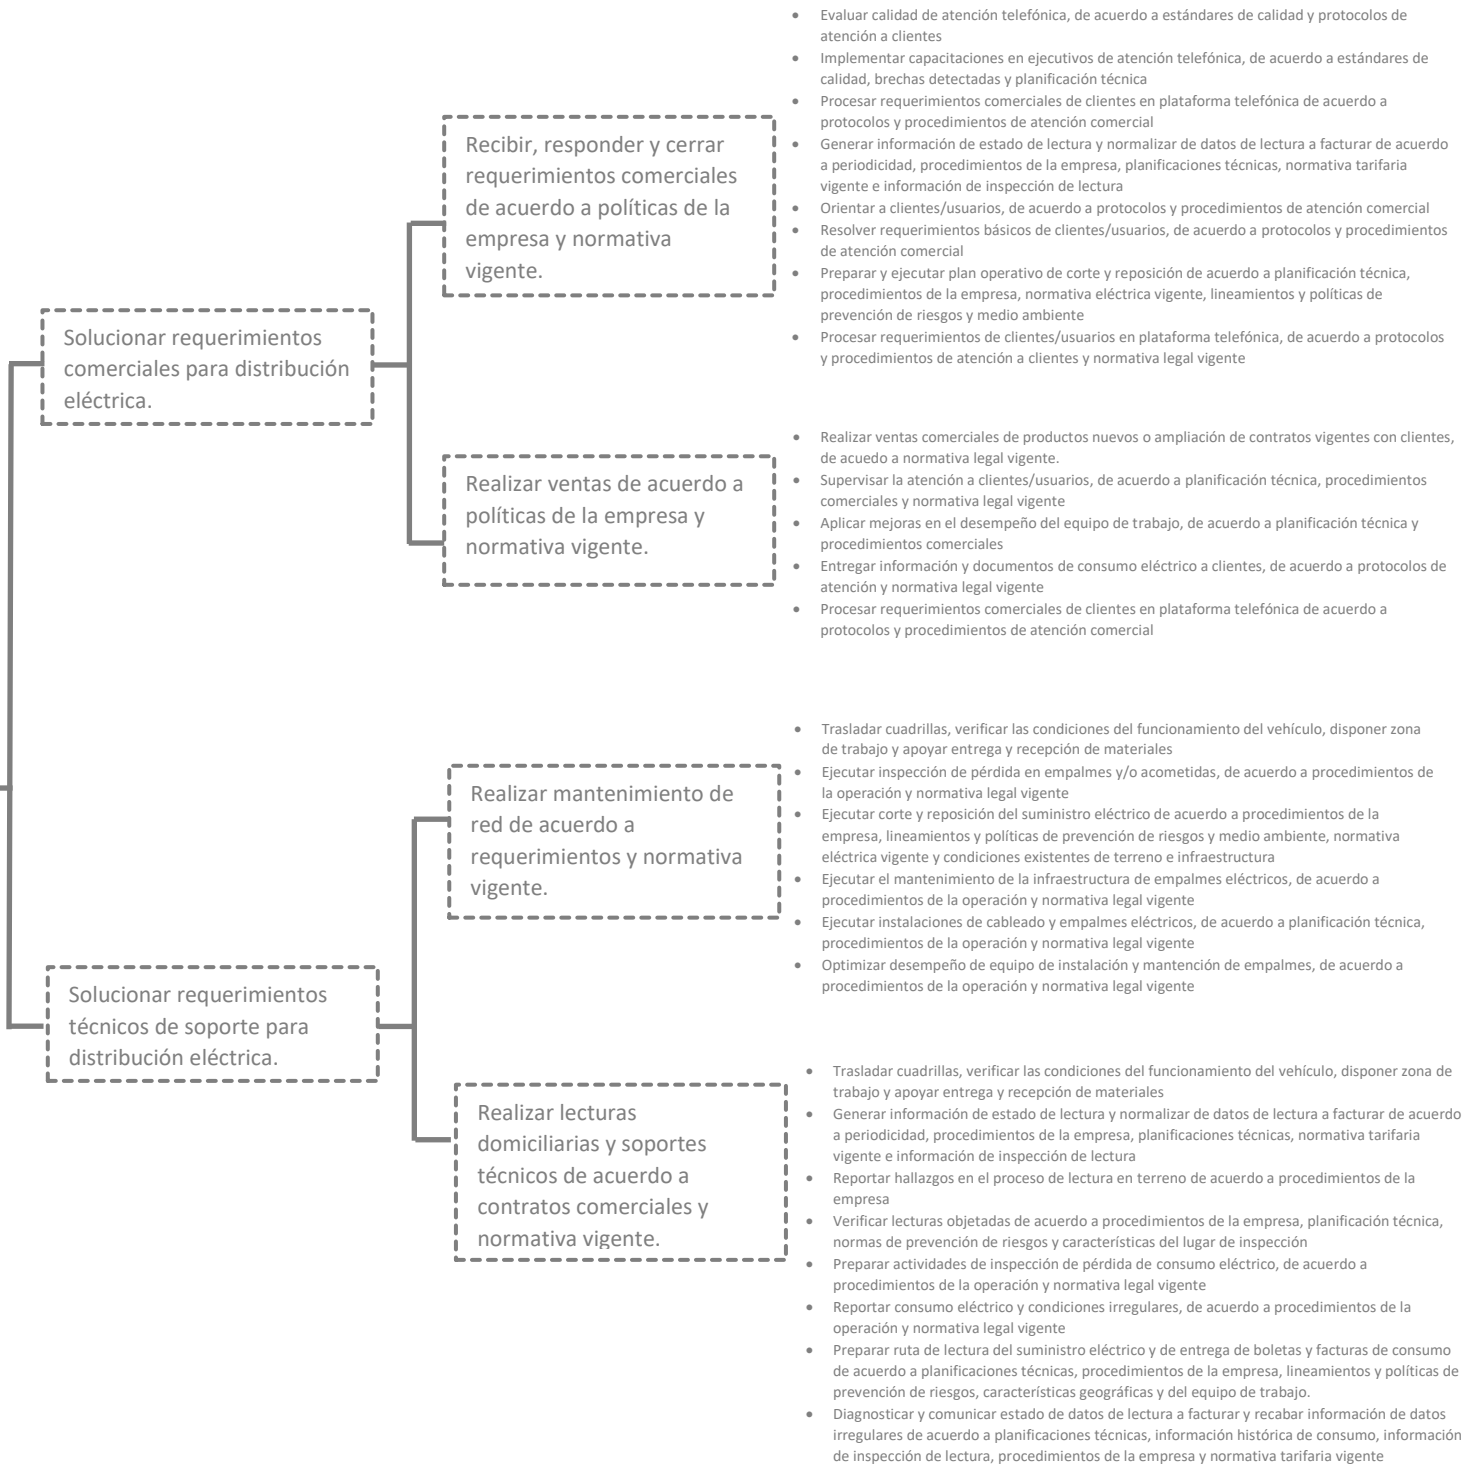 • Evaluar calidad de atención telefónica, de acuerdo a estándares de calidad y protocolos de
atención a clientes
• Implementar capacitaciones en ejecutivos de atención telefónica, de acuerdo a estándares de
calidad, brechas detectadas y planificación técnica
• Procesar requerimientos comerciales de clientes en plataforma telefónica de acuerdo a
protocolos y procedimientos de atención comercial
• Generar información de estado de lectura y normalizar de datos de lectura a facturar de acuerdo
a periodicidad, procedimientos de la empresa, planificaciones técnicas, normativa tarifaria
vigente e información de inspección de lectura
• Orientar a clientes/usuarios, de acuerdo a protocolos y procedimientos de atención comercial
• Resolver requerimientos básicos de clientes/usuarios, de acuerdo a protocolos y procedimientos
de atención comercial
• Preparar y ejecutar plan operativo de corte y reposición de acuerdo a planificación técnica,
procedimientos de la empresa, normativa eléctrica vigente, lineamientos y políticas de
prevención de riesgos y medio ambiente
• Procesar requerimientos de clientes/usuarios en plataforma telefónica, de acuerdo a protocolos
y procedimientos de atención a clientes y normativa legal vigente
Recibir, responder y cerrar
requerimientos comerciales
de acuerdo a políticas de la
empresa y normativa
vigente.
Solucionar requerimientos
comerciales para distribución
eléctrica.
Realizar ventas de acuerdo a
políticas de la empresa y
normativa vigente.
• Realizar ventas comerciales de productos nuevos o ampliación de contratos vigentes con clientes,
de acuedo a normativa legal vigente.
• Supervisar la atención a clientes/usuarios, de acuerdo a planificación técnica, procedimientos
comerciales y normativa legal vigente
• Aplicar mejoras en el desempeño del equipo de trabajo, de acuerdo a planificación técnica y
procedimientos comerciales
• Entregar información y documentos de consumo eléctrico a clientes, de acuerdo a protocolos de
atención y normativa legal vigente
• Procesar requerimientos comerciales de clientes en plataforma telefónica de acuerdo a
protocolos y procedimientos de atención comercial
• Trasladar cuadrillas, verificar las condiciones del funcionamiento del vehículo, disponer zona
de trabajo y apoyar entrega y recepción de materiales
• Ejecutar inspección de pérdida en empalmes y/o acometidas, de acuerdo a procedimientos de
la operación y normativa legal vigente
• Ejecutar corte y reposición del suministro eléctrico de acuerdo a procedimientos de la
empresa, lineamientos y políticas de prevención de riesgos y medio ambiente, normativa
eléctrica vigente y condiciones existentes de terreno e infraestructura
• Ejecutar el mantenimiento de la infraestructura de empalmes eléctricos, de acuerdo a
procedimientos de la operación y normativa legal vigente
• Ejecutar instalaciones de cableado y empalmes eléctricos, de acuerdo a planificación técnica,
procedimientos de la operación y normativa legal vigente
• Optimizar desempeño de equipo de instalación y mantención de empalmes, de acuerdo a
procedimientos de la operación y normativa legal vigente
Realizar mantenimiento de
red de acuerdo a
requerimientos y normativa
vigente.
Solucionar requerimientos
técnicos de soporte para
distribución eléctrica.
Realizar lecturas
domiciliarias y soportes
técnicos de acuerdo a
contratos comerciales y
normativa vigente.
• Trasladar cuadrillas, verificar las condiciones del funcionamiento del vehículo, disponer zona de
trabajo y apoyar entrega y recepción de materiales
• Generar información de estado de lectura y normalizar de datos de lectura a facturar de acuerdo
a periodicidad, procedimientos de la empresa, planificaciones técnicas, normativa tarifaria
vigente e información de inspección de lectura
• Reportar hallazgos en el proceso de lectura en terreno de acuerdo a procedimientos de la
empresa
• Verificar lecturas objetadas de acuerdo a procedimientos de la empresa, planificación técnica,
normas de prevención de riesgos y características del lugar de inspección
• Preparar actividades de inspección de pérdida de consumo eléctrico, de acuerdo a
procedimientos de la operación y normativa legal vigente
• Reportar consumo eléctrico y condiciones irregulares, de acuerdo a procedimientos de la
operación y normativa legal vigente
• Preparar ruta de lectura del suministro eléctrico y de entrega de boletas y facturas de consumo
de acuerdo a planificaciones técnicas, procedimientos de la empresa, lineamientos y políticas de
prevención de riesgos, características geográficas y del equipo de trabajo.
• Diagnosticar y comunicar estado de datos de lectura a facturar y recabar información de datos
irregulares de acuerdo a planificaciones técnicas, información histórica de consumo, información
de inspección de lectura, procedimientos de la empresa y normativa tarifaria vigente